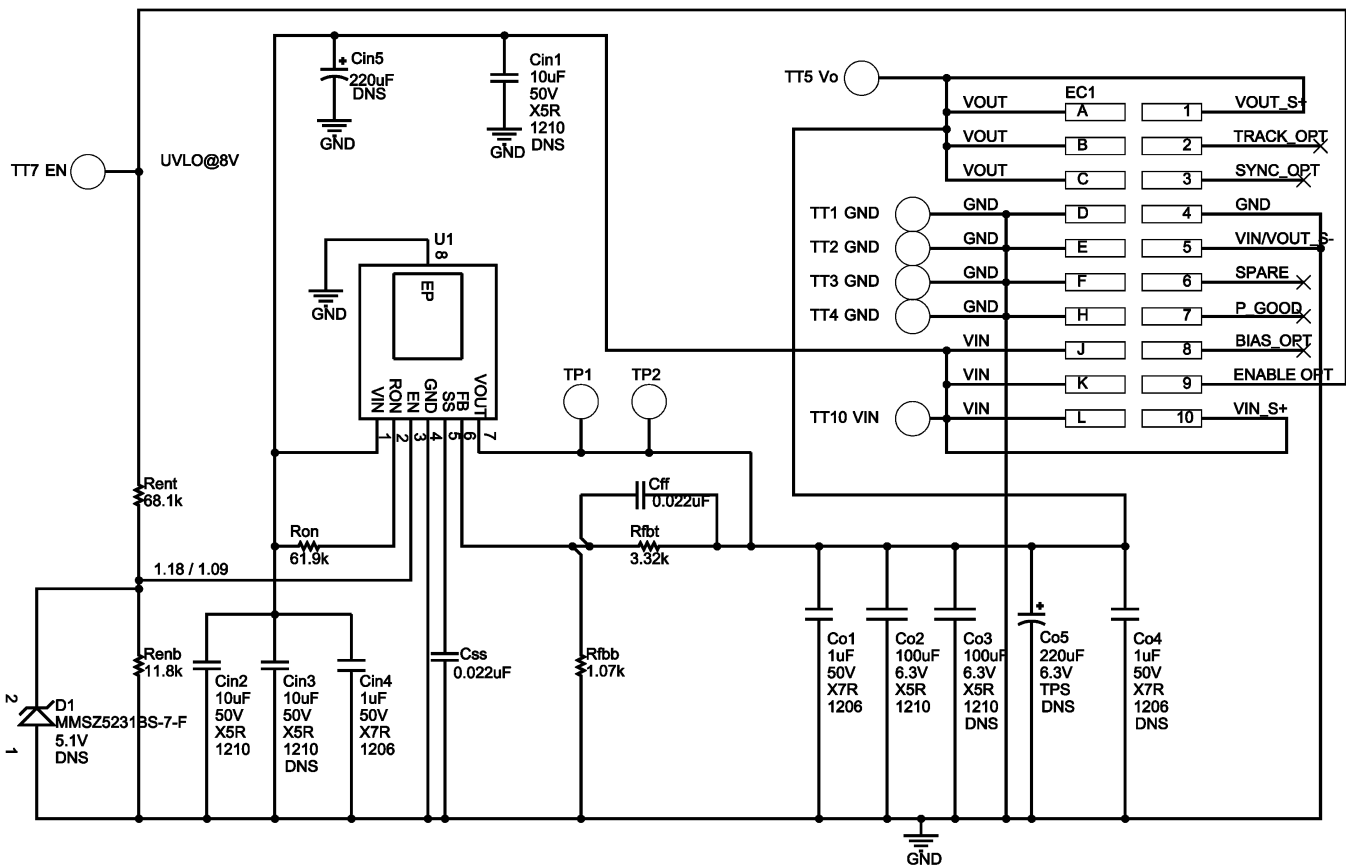 Cin5
220uF
DNS
GND
Cin1
10uF
50V
X5R
1210
DNS
GND
TT7 EN
UVLO@8V
TT5 Vo
EC1
VOUT
A
1
VOUT_S+
VOUT
B
2
TRACK_OPT
VOUT
C
3
SYNC_OPT
TT1 GND
GND
D
4
GND
TT2 GND
GND
E
5
VIN/VOUT_S-
TT3 GND
GND
F
6
SPARE
TT4 GND
GND
H
7
P_GOOD
VIN
J
8
BIAS_OPT
VIN
K
9
ENABLE OPT
TT10 VIN
VIN
L
10
VIN_S+
U1
8
EP
GND
VIN
RON
EN
GND
SS
FB
VOUT
1
2
3
4
5
6
7
TP1
TP2
Rent
68.1k
Ron
61.9k
Cff
0.022uF
Rfbt
3.32k
1.18 / 1.09
Renb
11.8k
2
D1
MMSZ5231BS-7-F
5.1V
DNS
1
Cin2
10uF
50V
X5R
1210
Cin3
10uF
50V
X5R
1210
DNS
Cin4
1uF
50V
X7R
1206
Css
0.022uF
Rfbb
1.07k
Co1
1uF
50V
X7R
1206
Co2
100uF
6.3V
X5R
1210
Co3
100uF
6.3V
X5R
1210
DNS
Co5
220uF
6.3V
TPS
DNS
Co4
1uF
50V
X7R
1206
DNS
GND